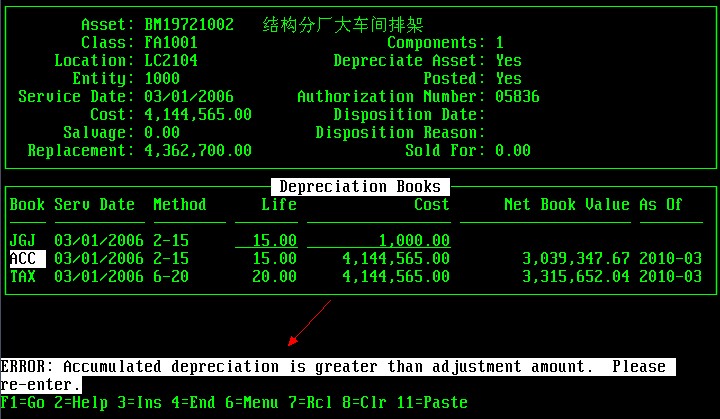 Asset: BM19721002 结构分厂大车间排架
Class: FA1001 Components: 1
Location: LC2104 Depreciate Asset: Yes
Entity: 1000 Posted: Yes
Service Date: 03/01/2006 Authorization Number: 05836
Cost: 4,144,565.00 Disposition Date:
Salvage: 0.00 Disposition Reason:
Replacement: 4,362,700.00 Sold For: 0.00
Depreciation Books
Book Serv Date Method Life Cost Net Book Value As Of
JGJ 03/01/2006 2-15 15.00 1,000.00
ACC 03/01/2006 2-15 15.00 4,144,565.00 3,039,347.67 2010-03
TAX 03/01/2006 6-20 20.00 4,144,565.00 3,315,652.04 2010-03
ERROR: Accumulated depreciation is greater than adjustment amount. Please
re-enter.
F1=Go 2=Help 3=Ins 4=End 6=Menu 7=Rcl 8=Clr 11=Paste